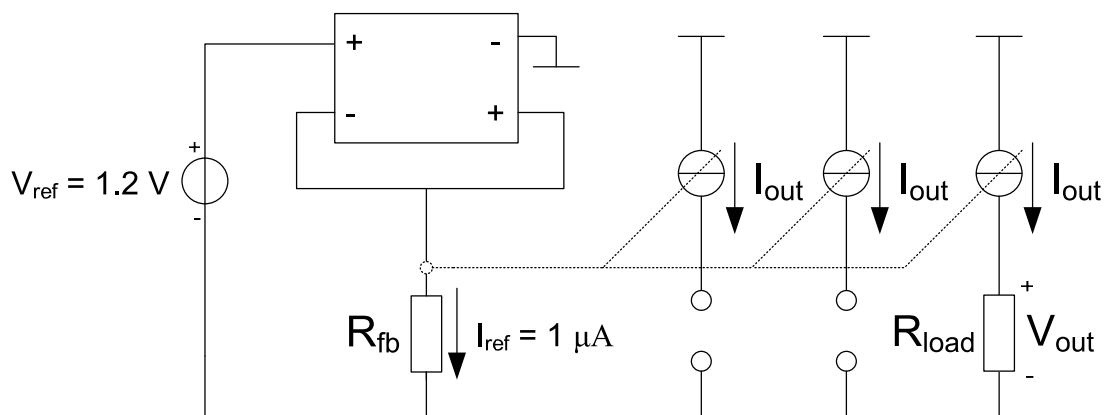 + -
- +
+
V_ref = 1.2 V
-
I_out I_out I_out
R_fb I_ref = 1 μA
+
R_load V_out
-